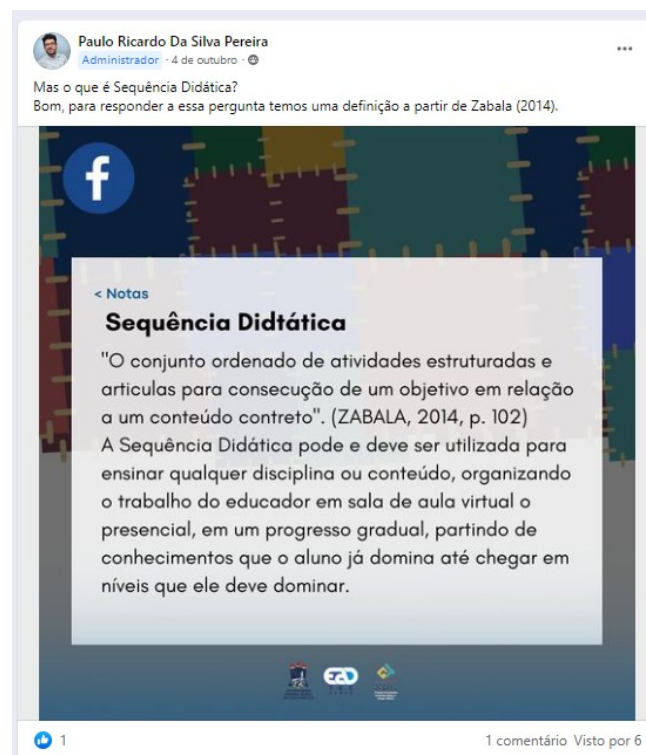 Paulo Ricardo Da Silva Pereira
Administrador · 4 de outubro ·
Mas o que é Sequência Didática?
Bom, para responder a essa pergunta temos uma definição a partir de Zabala (2014).
f
< Notas
Sequência Didtática
"O conjunto ordenado de atividades estruturadas e
articulas para consecução de um objetivo em relação
a um conteúdo contreto". (ZABALA, 2014, p. 102)
A Sequência Didática pode e deve ser utilizada para
ensinar qualquer disciplina ou conteúdo, organizando
o trabalho do educador em sala de aula virtual o
presencial, em um progresso gradual, partindo de
conhecimentos que o aluno já domina até chegar em
níveis que ele deve dominar.
1
1 comentário Visto por 6